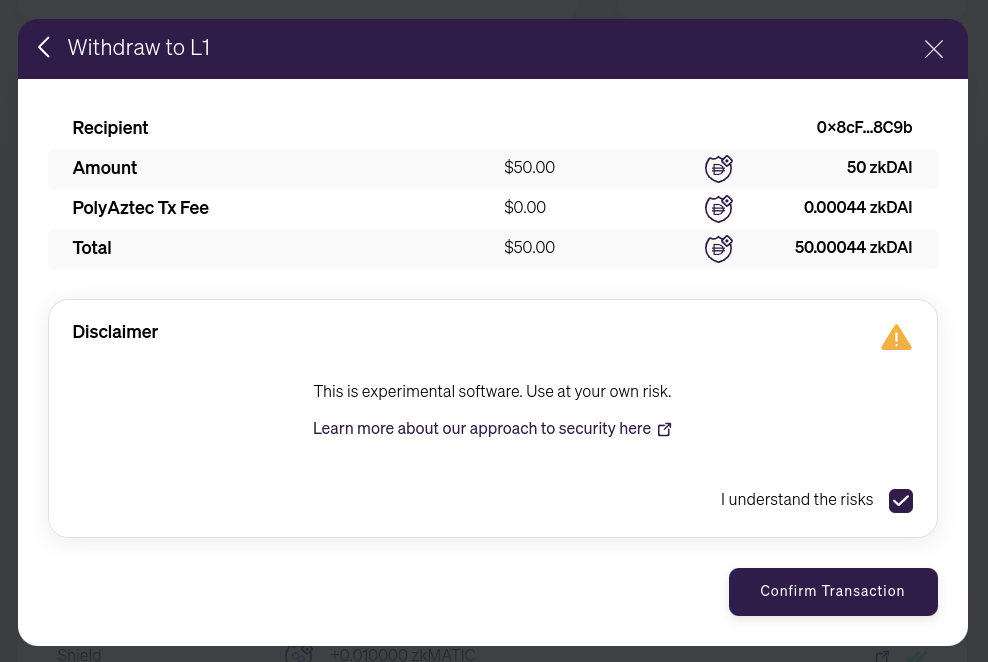 Withdraw to L1
Recipient 0×8cF...8C9b
Amount $50.00 50 zkDAI
PolyAztec Tx Fee $0.00 0.00044 zkDAI
Total $50.00 50.00044 zkDAI
Disclaimer
This is experimental software. Use at your own risk.
Learn more about our approach to security here
I understand the risks
Confirm Transaction
Shield +0.010000 zkMATIC